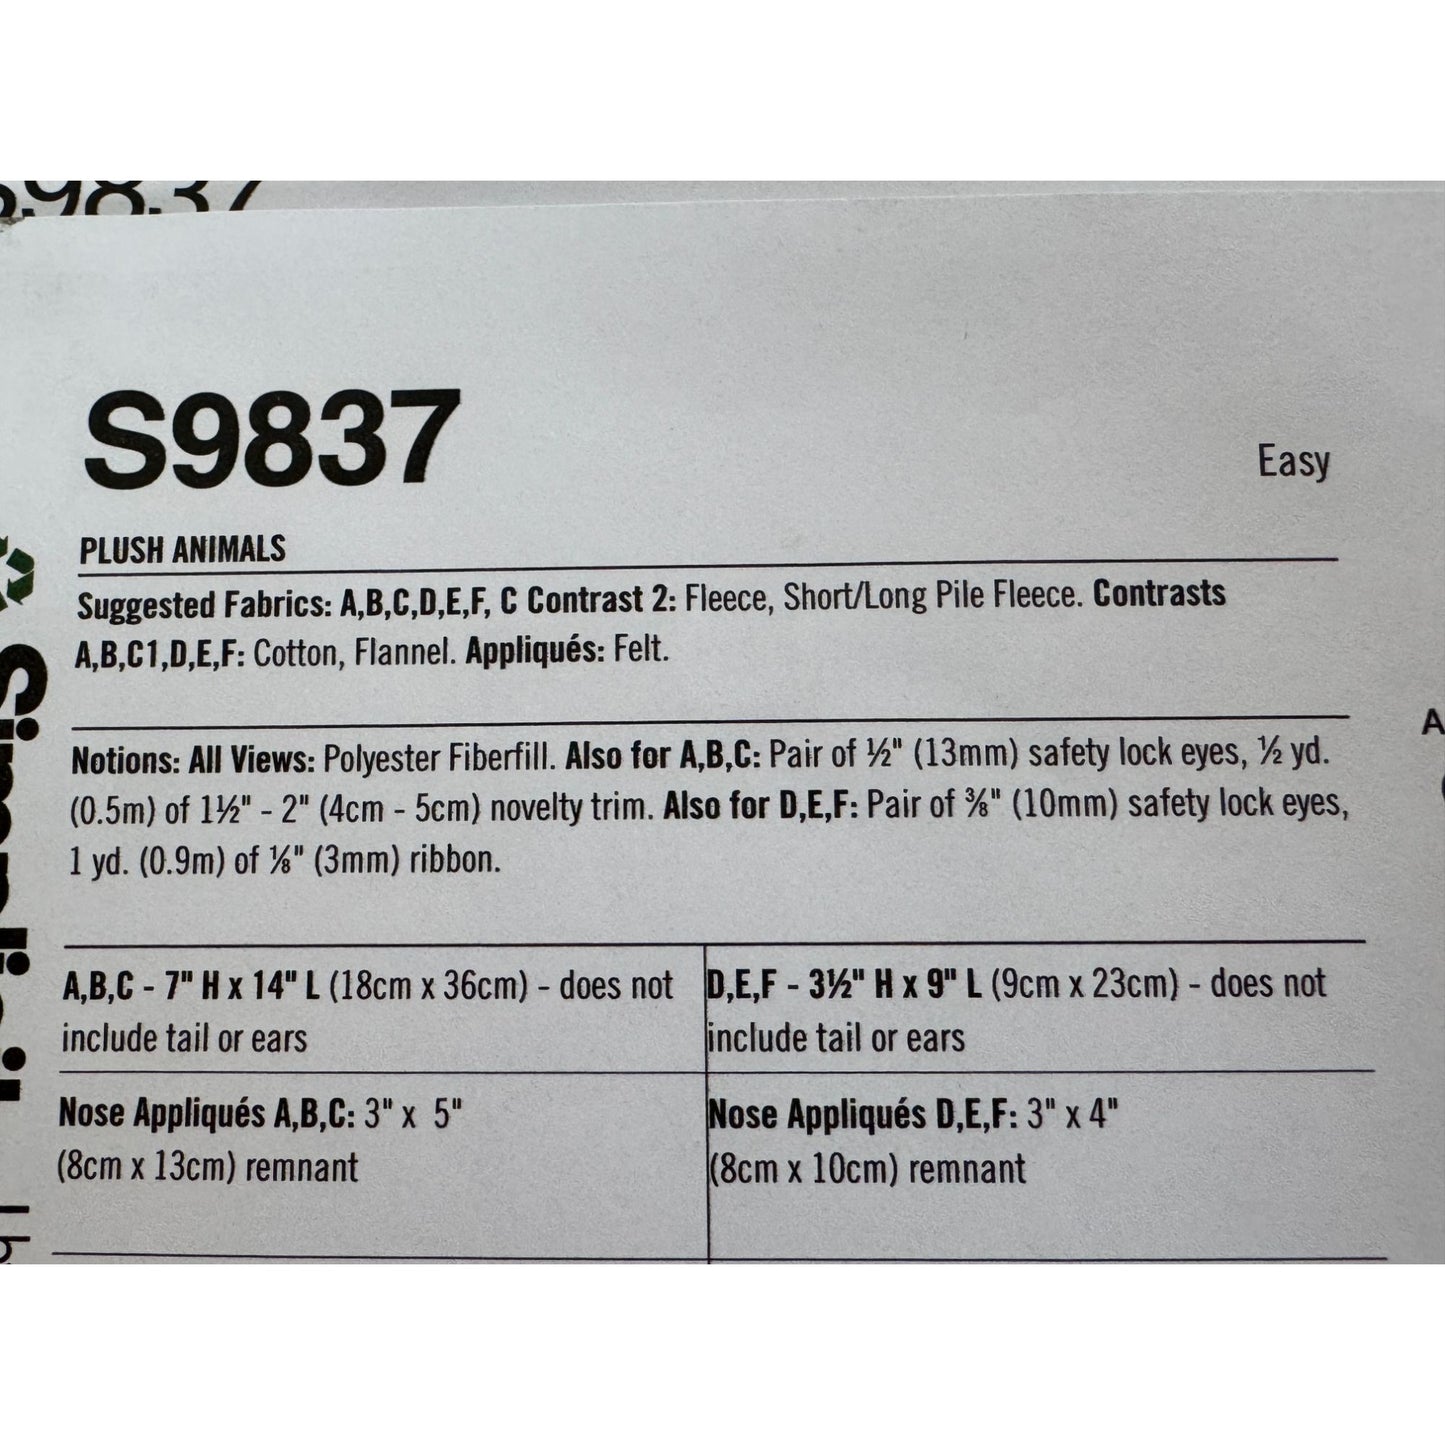 S9837
S9837
Easy
PLUSH ANIMALS
Suggested Fabrics: A,B,C,D,E,F, C Contrast 2: Fleece, Short/Long Pile Fleece. Contrasts
A,B,C1,D,E,F: Cotton, Flannel. Appliqués: Felt.
Notions: All Views: Polyester Fiberfill. Also for A,B,C: Pair of ½" (13mm) safety lock eyes, ½ yd.
(0.5m) of 1½" - 2" (4cm - 5cm) novelty trim. Also for D,E,F: Pair of ⅜" (10mm) safety lock eyes,
1 yd. (0.9m) of ⅛" (3mm) ribbon.
A,B,C - 7" H x 14" L (18cm x 36cm) - does not
include tail or ears
D,E,F - 3½" H x 9" L (9cm x 23cm) - does not
include tail or ears
Nose Appliqués A,B,C: 3" x 5"
(8cm x 13cm) remnant
Nose Appliqués D,E,F: 3" x 4"
(8cm x 10cm) remnant
Simplicity